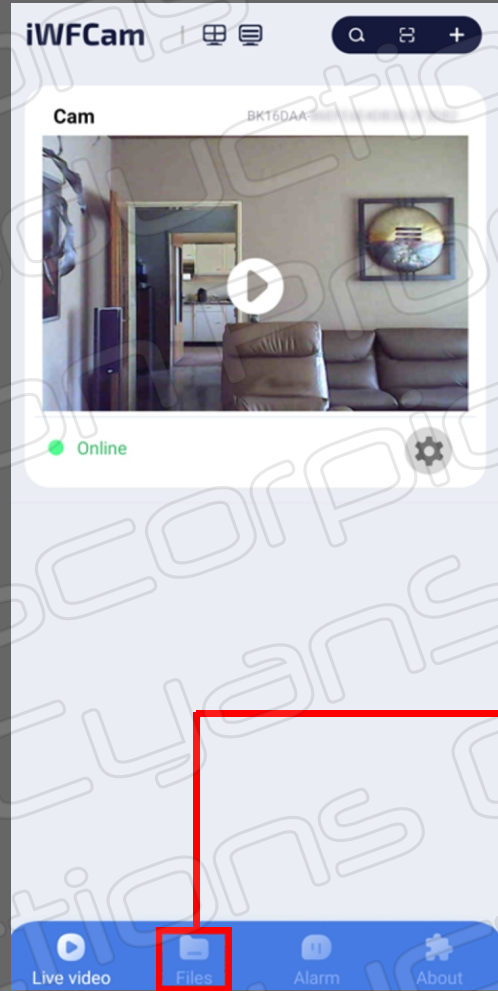 iWFCam
Cam
BK16DAA-
Online
Live video
Files
Alarm
About